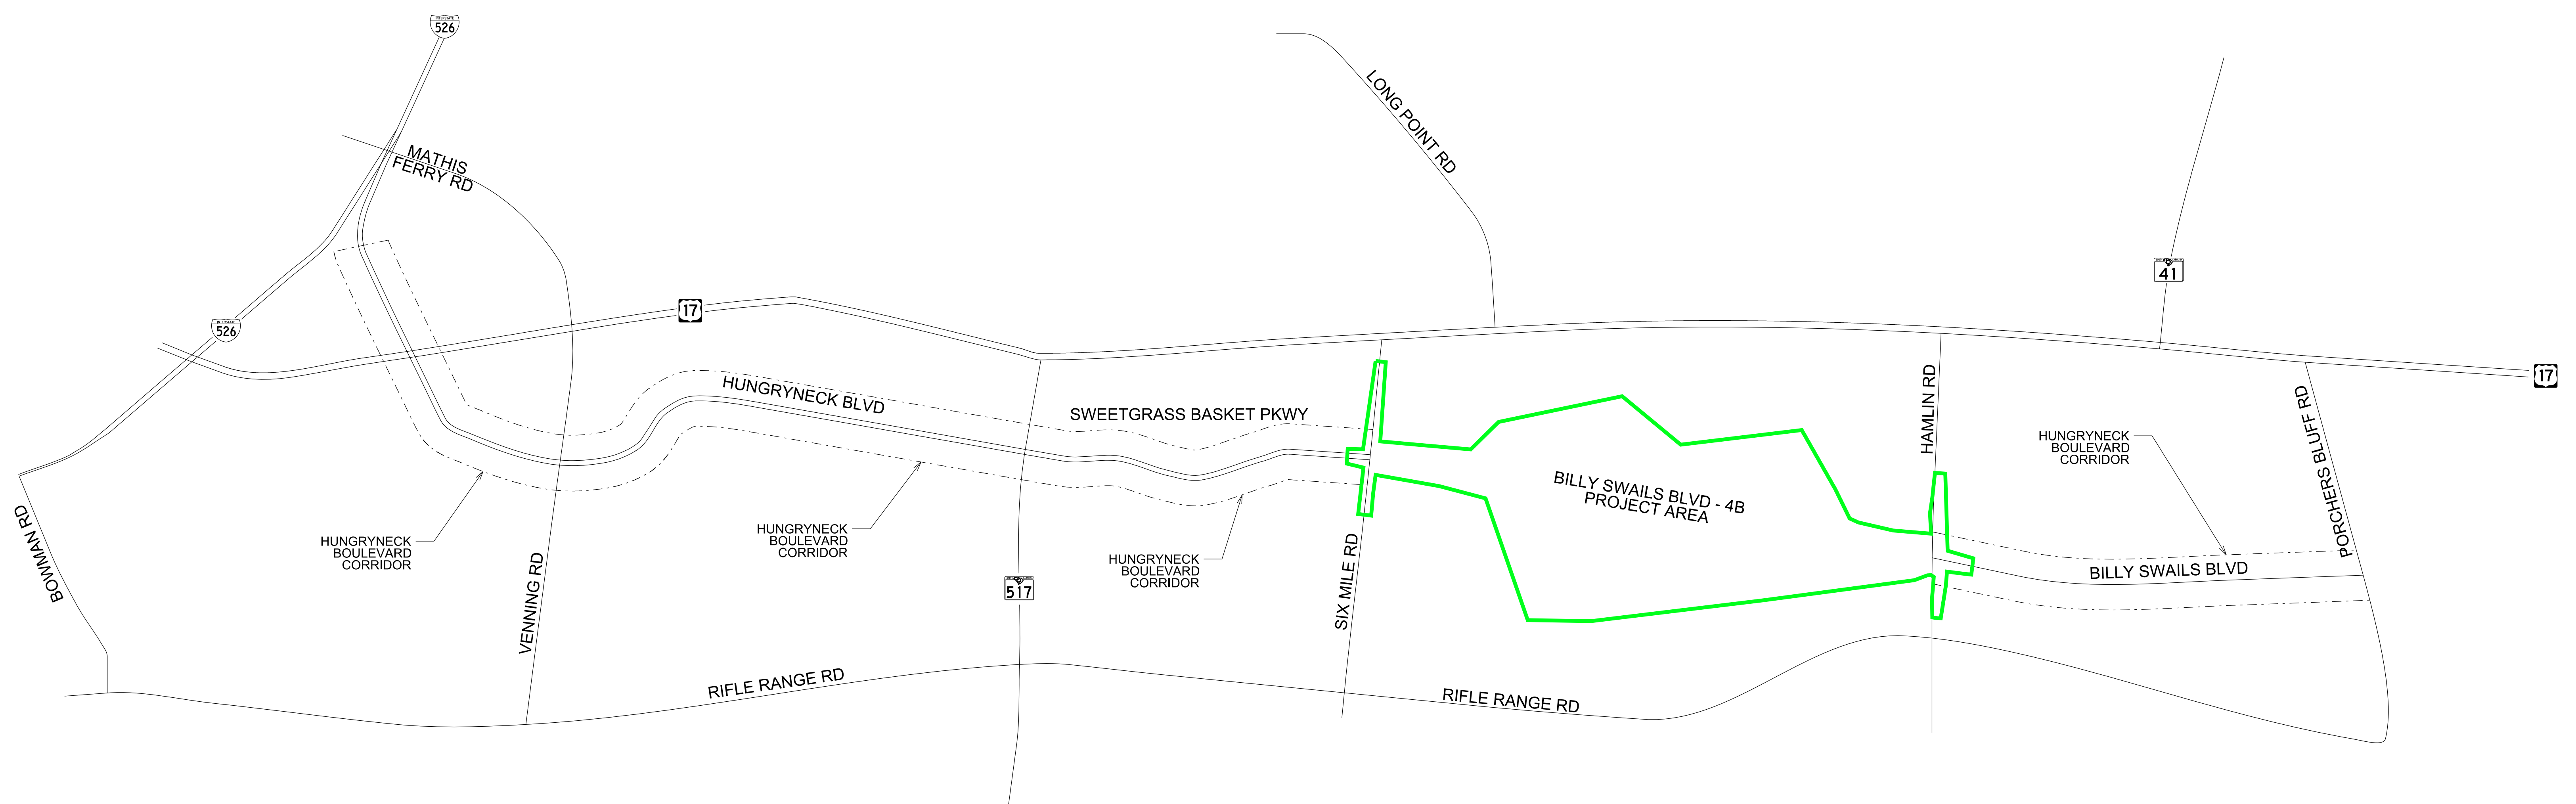 INTERSTATE
526
LONG POINT RD
MATHIS
FERRY RD
41
INTERSTATE
526
17
17
HUNGRYNECK BLVD
SWEETGRASS BASKET PKWY
HAMLIN RD
PORCHERS BLUFF RD
HUNGRYNECK
BOULEVARD
CORRIDOR
BILLY SWAILS BLVD - 4B
PROJECT AREA
BOWMAN RD
HUNGRYNECK
BOULEVARD
CORRIDOR
HUNGRYNECK
BOULEVARD
CORRIDOR
HUNGRYNECK
BOULEVARD
CORRIDOR
VENNING RD
517
SIX MILE RD
BILLY SWAILS BLVD
RIFLE RANGE RD
RIFLE RANGE RD